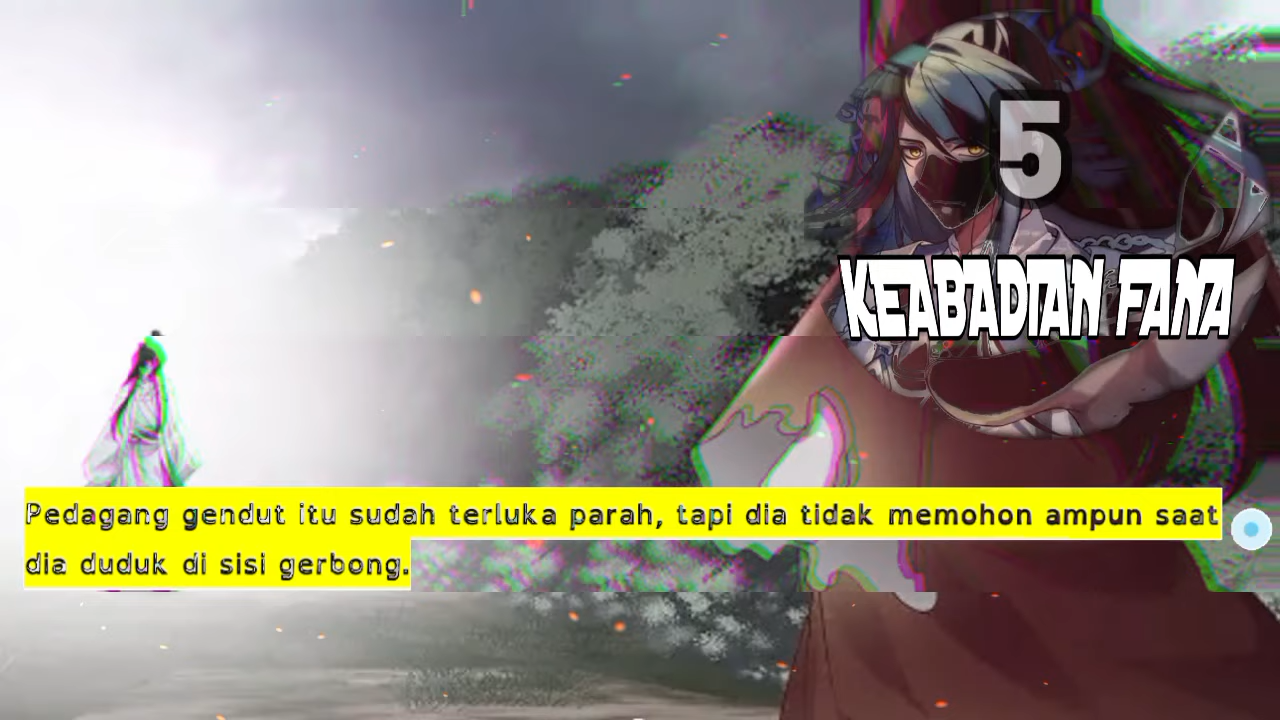 5
KEABADIAN FANA
Pedagang gendut itu sudah terluka parah, tapi dia tidak memohon ampun saat
dia duduk di sisi gerbong.